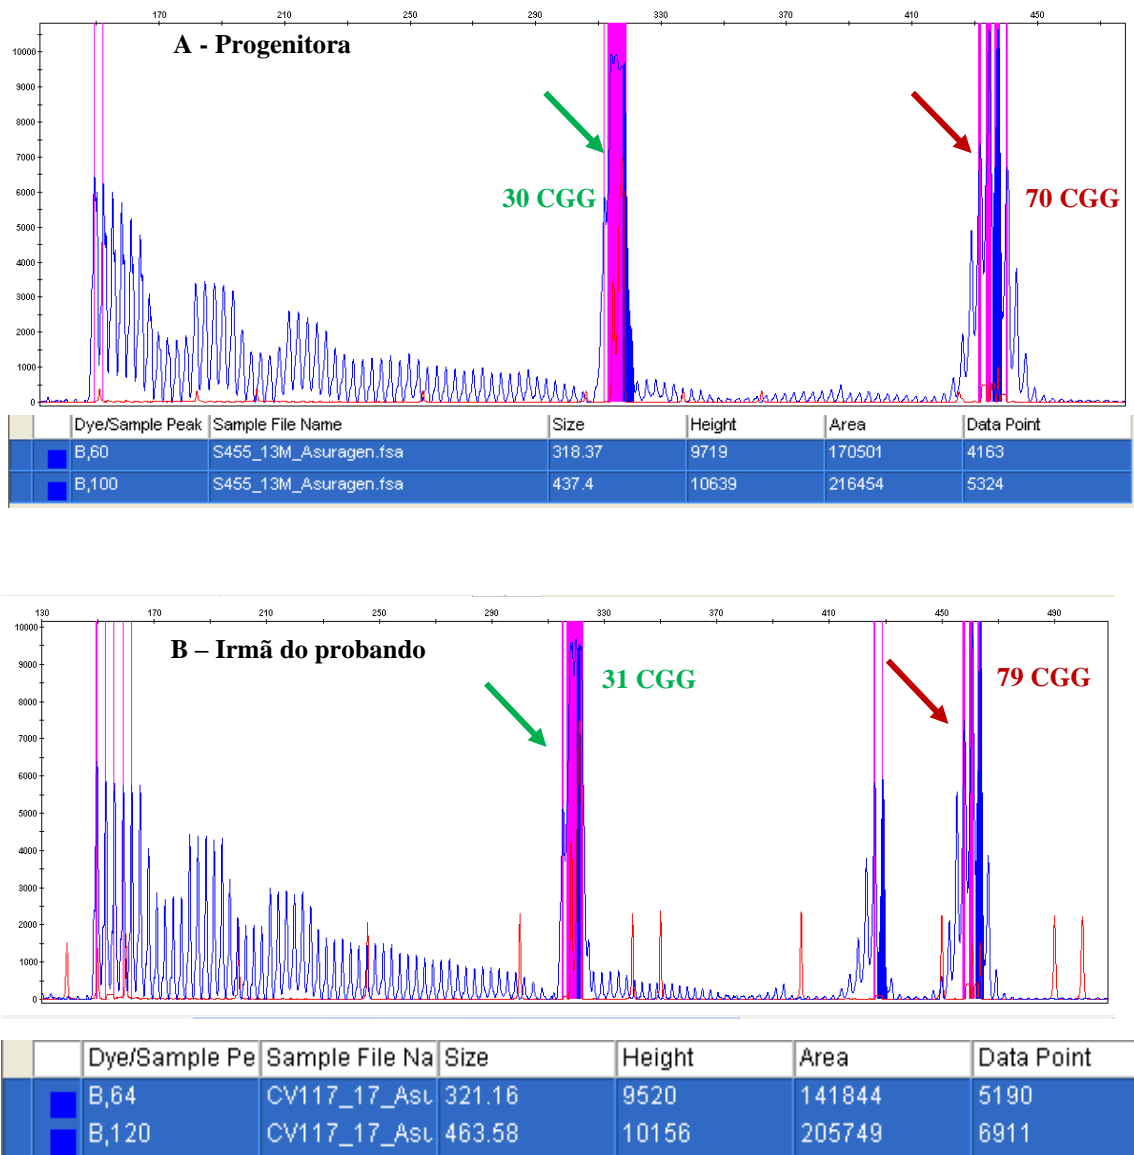 170 210 250 290 330 370 410 450
A - Progenitora
10000
9000
8000
7000
6000
5000
4000
3000
2000
1000
0
30 CGG
70 CGG
Dye/Sample Peak Sample File Name Size Height Area Data Point
B,60 S455_13M_Asuragen.fsa 318.37 9719 170501 4163
B,100 S455_13M_Asuragen.fsa 437.4 10639 216454 5324
130 170 210 250 290 330 370 410 450 490
B – Irmã do probando
10000
9000
8000
7000
6000
5000
4000
3000
2000
1000
0
31 CGG
79 CGG
Dye/Sample Pe Sample File Na Size Height Area Data Point
B,64 CV117_17_Asu 321.16 9520 141844 5190
B,120 CV117_17_Asu 463.58 10156 205749 6911